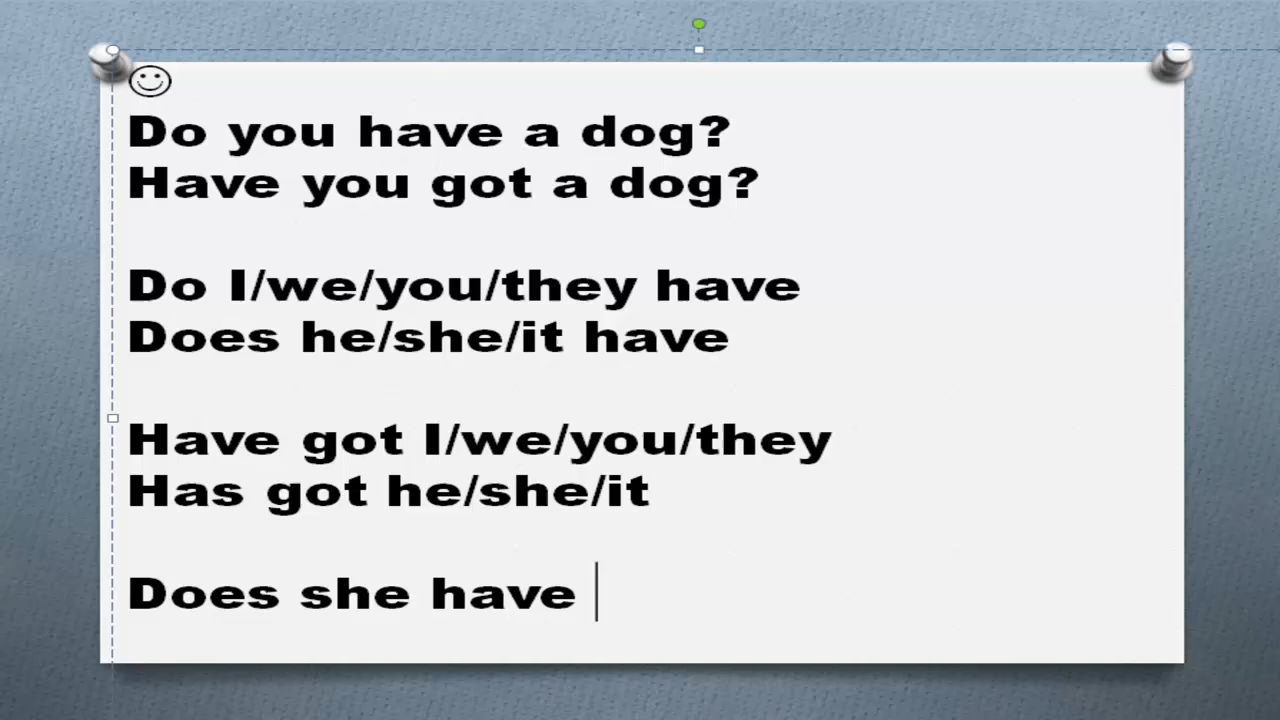 Do you have a dog?
Have you got a dog?
Do I/we/you/they have
Does he/she/it have
Have got I/we/you/they
Has got he/she/it
Does she have